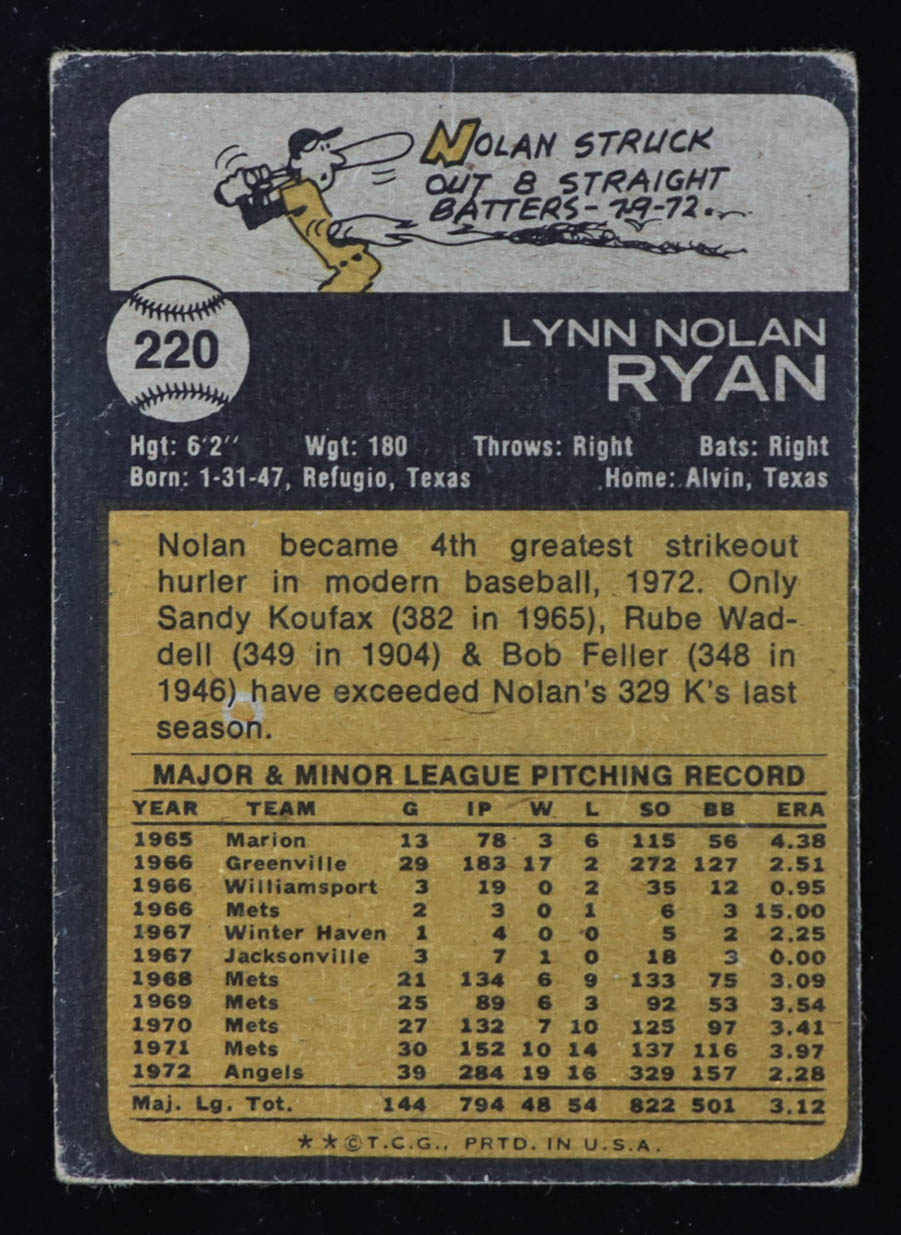 NOLAN STRUCK
OUT 8 STRAIGHT
BATTERS - 7-9-72.
220
LYNN NOLAN
RYAN
Hgt: 6'2" Wgt: 180 Throws: Right Bats: Right
Born: 1-31-47, Refugio, Texas Home: Alvin, Texas
Nolan became 4th greatest strikeout
hurler in modern baseball, 1972. Only
Sandy Koufax (382 in 1965), Rube Wad-
dell (349 in 1904) & Bob Feller (348 in
1946) have exceeded Nolan's 329 K's last
season.
MAJOR & MINOR LEAGUE PITCHING RECORD
YEAR TEAM G IP W L SO BB ERA
1965 Marion 13 78 3 6 115 56 4.38
1966 Greenville 29 183 17 2 272 127 2.51
1966 Williamsport 3 19 0 2 35 12 0.95
1966 Mets 2 3 0 1 6 3 15.00
1967 Winter Haven 1 4 0 0 5 2 2.25
1967 Jacksonville 3 7 1 0 18 3 0.00
1968 Mets 21 134 6 9 133 75 3.09
1969 Mets 25 89 6 3 92 53 3.54
1970 Mets 27 132 7 10 125 97 3.41
1971 Mets 30 152 10 14 137 116 3.97
1972 Angels 39 284 19 16 329 157 2.28
Maj. Lg. Tot. 144 794 48 54 822 501 3.12
**©T.C.G., PRTD. IN U.S.A.